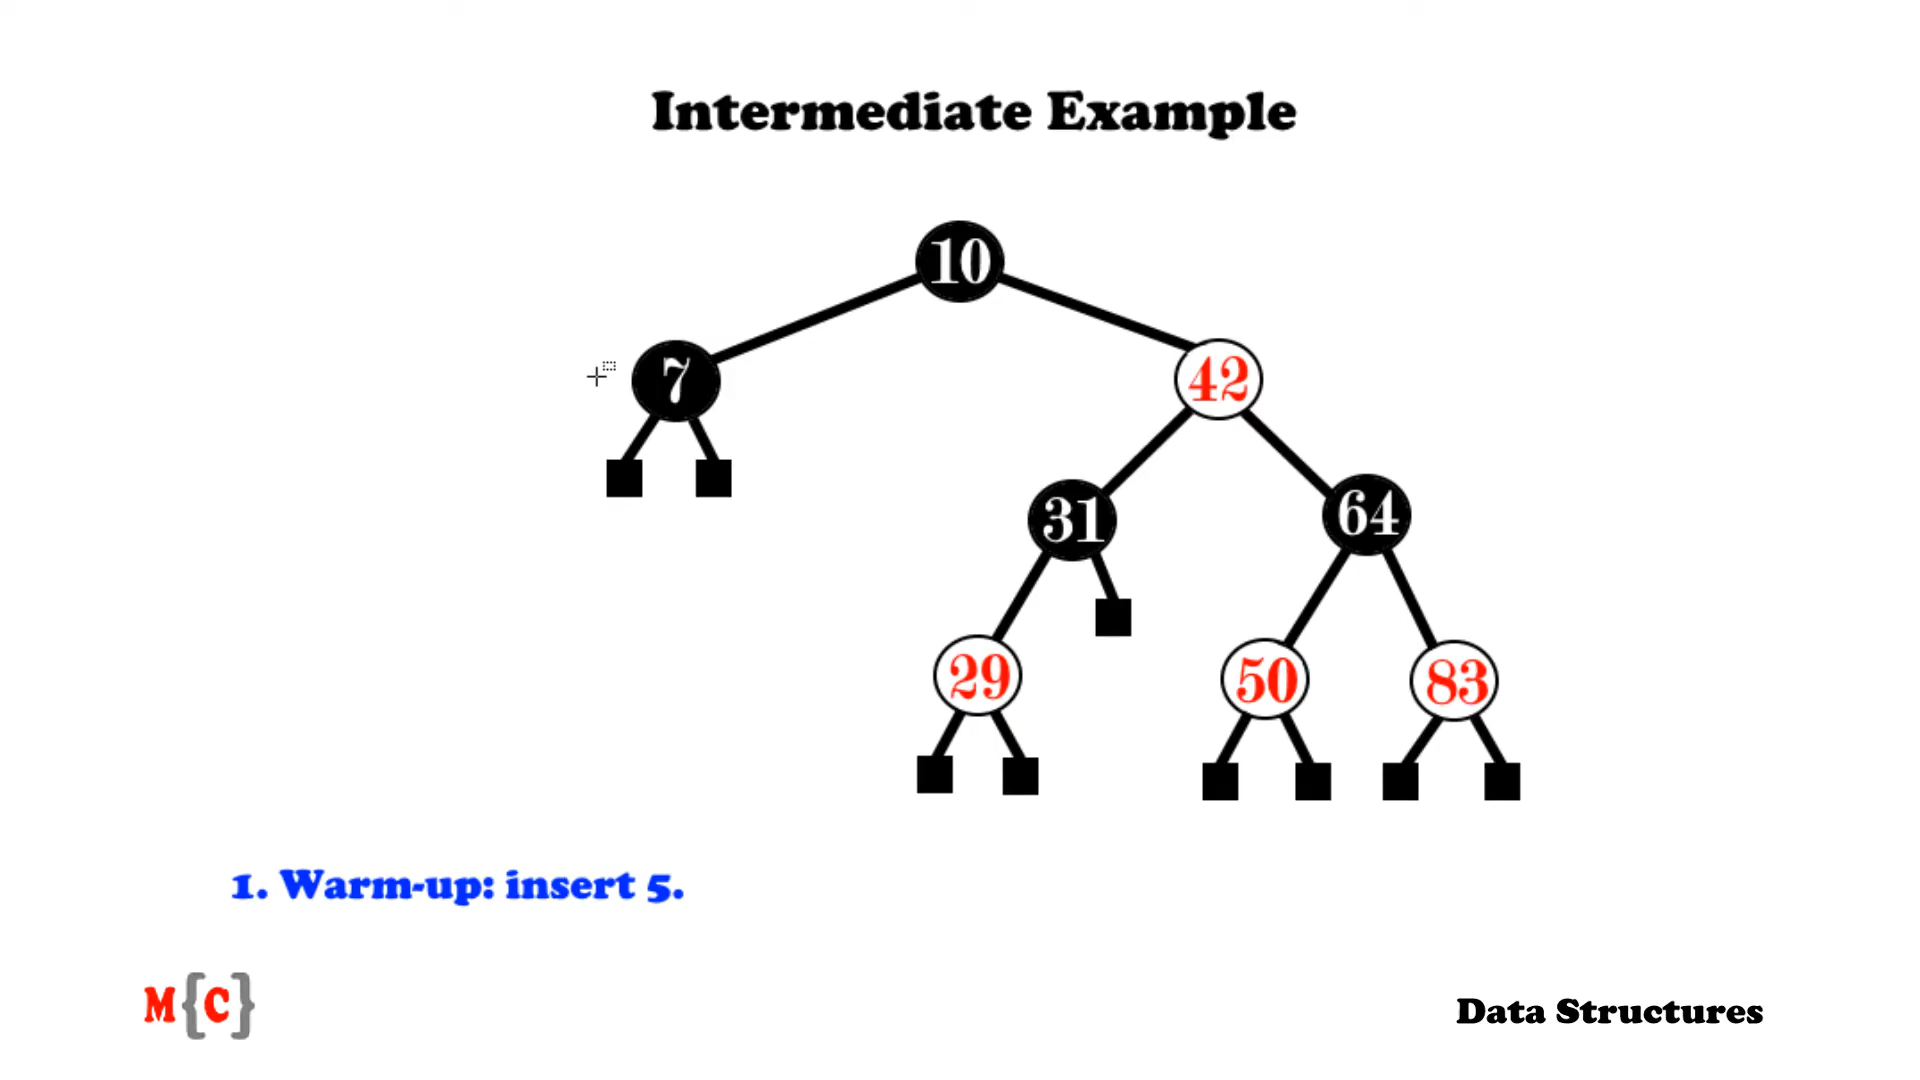 Intermediate Example
10
7
42
31
64
29
50
83
1. Warm-up: insert 5.
M{C}
Data Structures